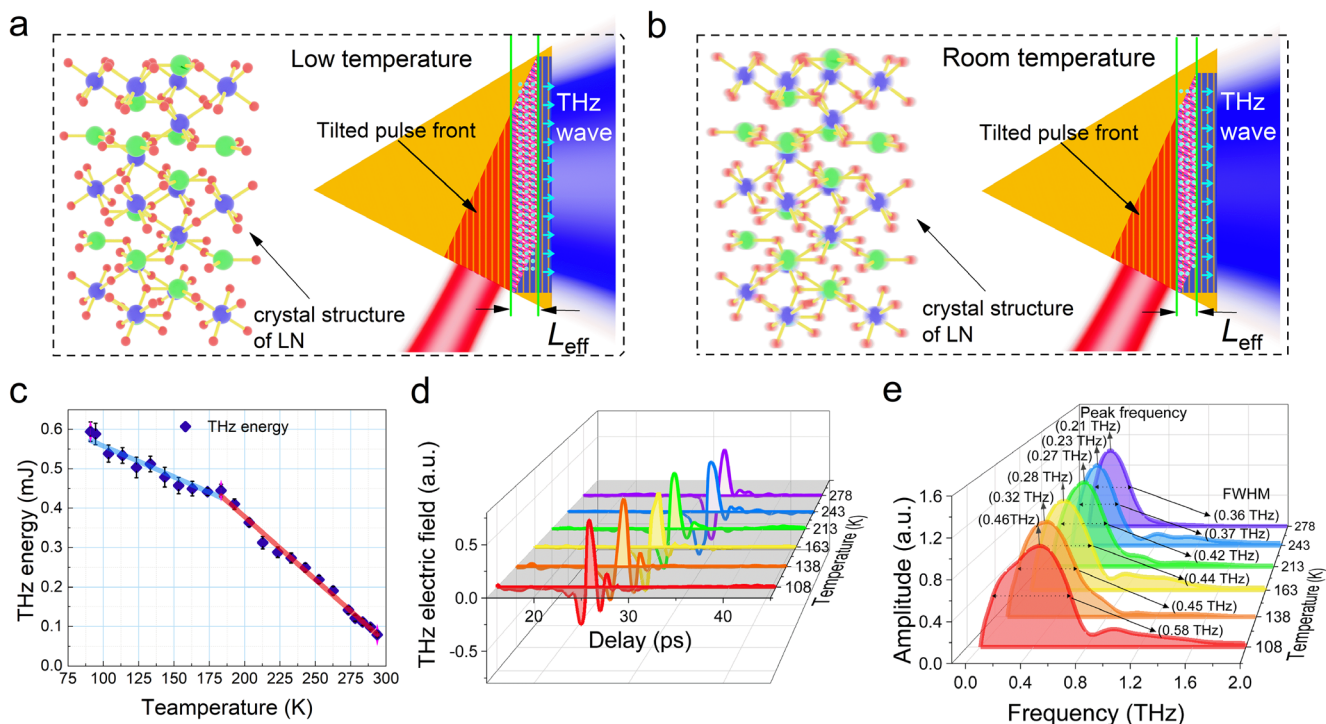 a
Low temperature
Tilted pulse front
THz
wave
crystal structure
of LN
Leff
b
Room temperature
Tilted pulse front
THz
wave
crystal structure
of LN
Leff
c
THz energy (mJ)
0.6
0.5
0.4
0.3
0.2
0.1
0.0
THz energy
75 100 125 150 175 200 225 250 275 300
Teamperature (K)
d
THz electric field (a.u.)
0.5
0.0
-0.5
20 30 40
Delay (ps)
278
243
213
163
138
108
Temperature (K)
e
Amplitude (a.u.)
1.6
1.2
0.8
0.4
0.0
Peak frequency
(0.21 THz)
(0.23 THz)
(0.27 THz)
(0.28 THz)
(0.32 THz)
(0.46THz)
FWHM
(0.36 THz)
(0.37 THz)
(0.42 THz)
(0.44 THz)
(0.45 THz)
(0.58 THz)
278
243
213
163
138
108
Temperature (K)
0.0 0.4 0.8 1.2 1.6 2.0
Frequency (THz)